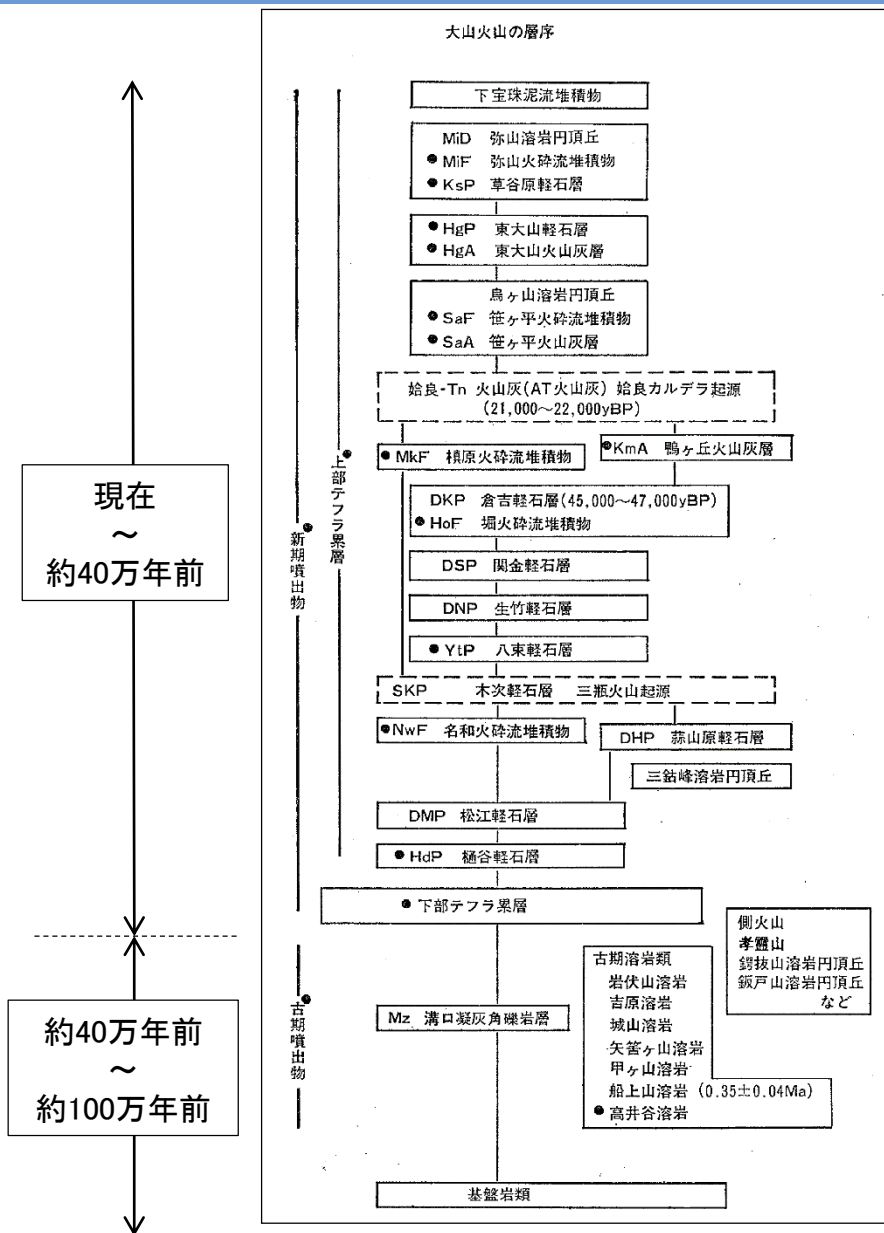 大山火山の層序
下宝珠泥流堆積物
MiD 弥山溶岩円頂丘
●MiF 弥山火砕流堆積物
●KsP 草谷原軽石層
●HgP 東大山軽石層
●HgA 東大山火山灰層
烏ヶ山溶岩円頂丘
●SaF 笹ヶ平火砕流堆積物
●SaA 笹ヶ平火山灰層
姶良-Tn 火山灰(AT火山灰) 姶良カルデラ起源
(21,000～22,000yBP)
●MkF 槙原火砕流堆積物
●KmA 鴨ヶ丘火山灰層
DKP 倉吉軽石層(45,000～47,000yBP)
●HoF 堀火砕流堆積物
DSP 関金軽石層
DNP 生竹軽石層
●YtP 八束軽石層
SKP 木次軽石層 三瓶火山起源
●NwF 名和火砕流堆積物
DHP 蒜山原軽石層
三鈷峰溶岩円頂丘
DMP 松江軽石層
●HdP 樋谷軽石層
●下部テフラ累層
上部テフラ累層●
新期噴出物●
現在
～
約40万年前
側火山
孝霊山
鍔抜山溶岩円頂丘
鈑戸山溶岩円頂丘
など
古期溶岩類
岩伏山溶岩
吉原溶岩
城山溶岩
矢筈ヶ山溶岩
甲ヶ山溶岩
船上山溶岩 (0.35±0.04Ma)
●高井谷溶岩
Mz 溝口凝灰角礫岩層
古期噴出物●
約40万年前
～
約100万年前
基盤岩類